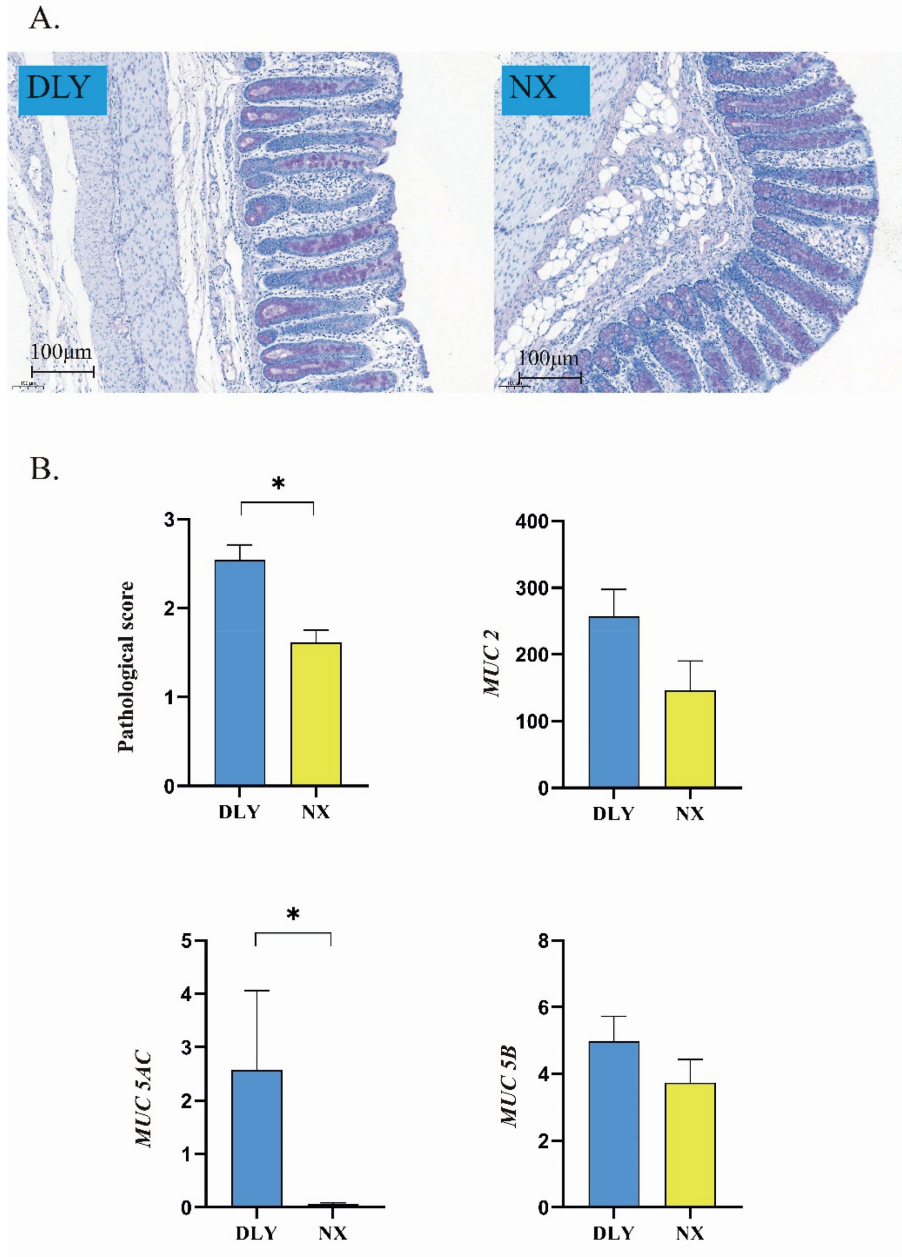 A.
DLY
NX
100μm
100μm
B.
*
3
2
1
0
Pathological score
DLY
NX
400
300
200
100
0
MUC 2
DLY
NX
*
5
4
3
2
1
0
MUC 5AC
DLY
NX
8
6
4
2
0
MUC 5B
DLY
NX